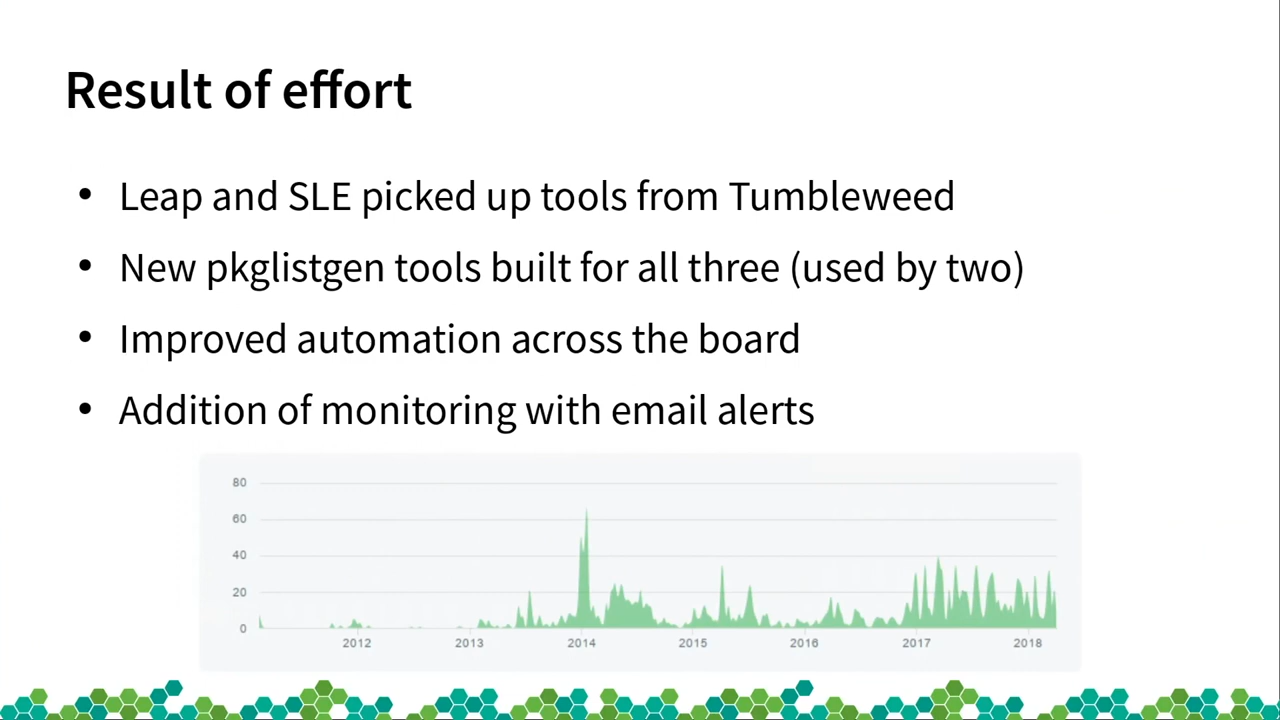 Result of effort
• Leap and SLE picked up tools from Tumbleweed
• New pkglistgen tools built for all three (used by two)
• Improved automation across the board
• Addition of monitoring with email alerts
80
60
40
20
0
2012 2013 2014 2015 2016 2017 2018